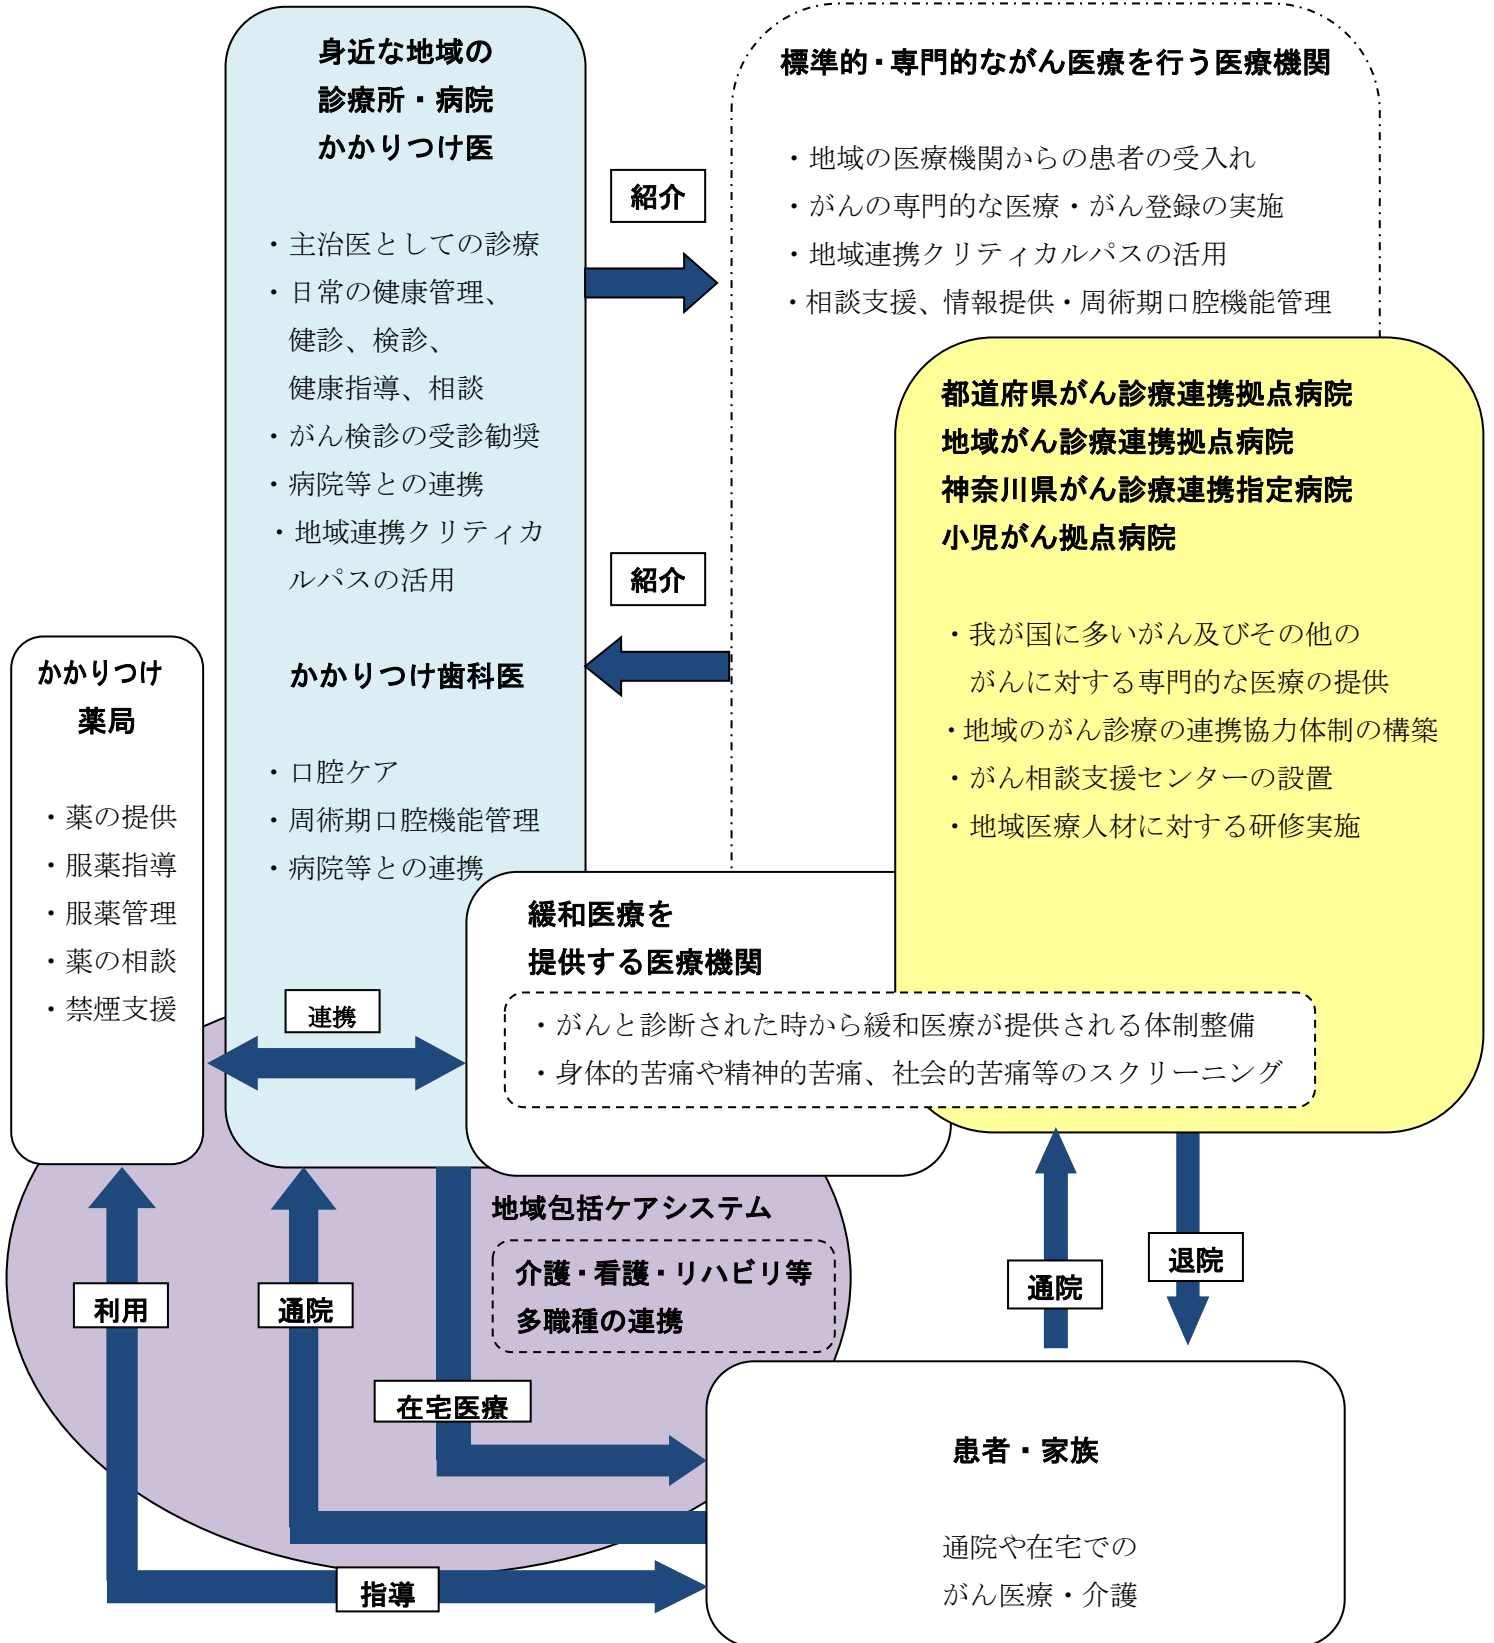 身近な地域の
診療所・病院
かかりつけ医
・主治医としての診療
・日常の健康管理、
健診、検診、
健康指導、相談
・がん検診の受診勧奨
・病院等との連携
・地域連携クリティカ
ルパスの活用
かかりつけ歯科医
・口腔ケア
・周術期口腔機能管理
・病院等との連携
紹介
紹介
標準的・専門的ながん医療を行う医療機関
・地域の医療機関からの患者の受入れ
・がんの専門的な医療・がん登録の実施
・地域連携クリティカルパスの活用
・相談支援、情報提供・周術期口腔機能管理
都道府県がん診療連携拠点病院
地域がん診療連携拠点病院
神奈川県がん診療連携指定病院
小児がん拠点病院
・我が国に多いがん及びその他の
がんに対する専門的な医療の提供
・地域のがん診療の連携協力体制の構築
・がん相談支援センターの設置
・地域医療人材に対する研修実施
かかりつけ
薬局
・薬の提供
・服薬指導
・服薬管理
・薬の相談
・禁煙支援
連携
緩和医療を
提供する医療機関
・がんと診断された時から緩和医療が提供される体制整備
・身体的苦痛や精神的苦痛、社会的苦痛等のスクリーニング
地域包括ケアシステム
介護・看護・リハビリ等
多職種の連携
利用
通院
在宅医療
指導
通院
退院
患者・家族
通院や在宅での
がん医療・介護